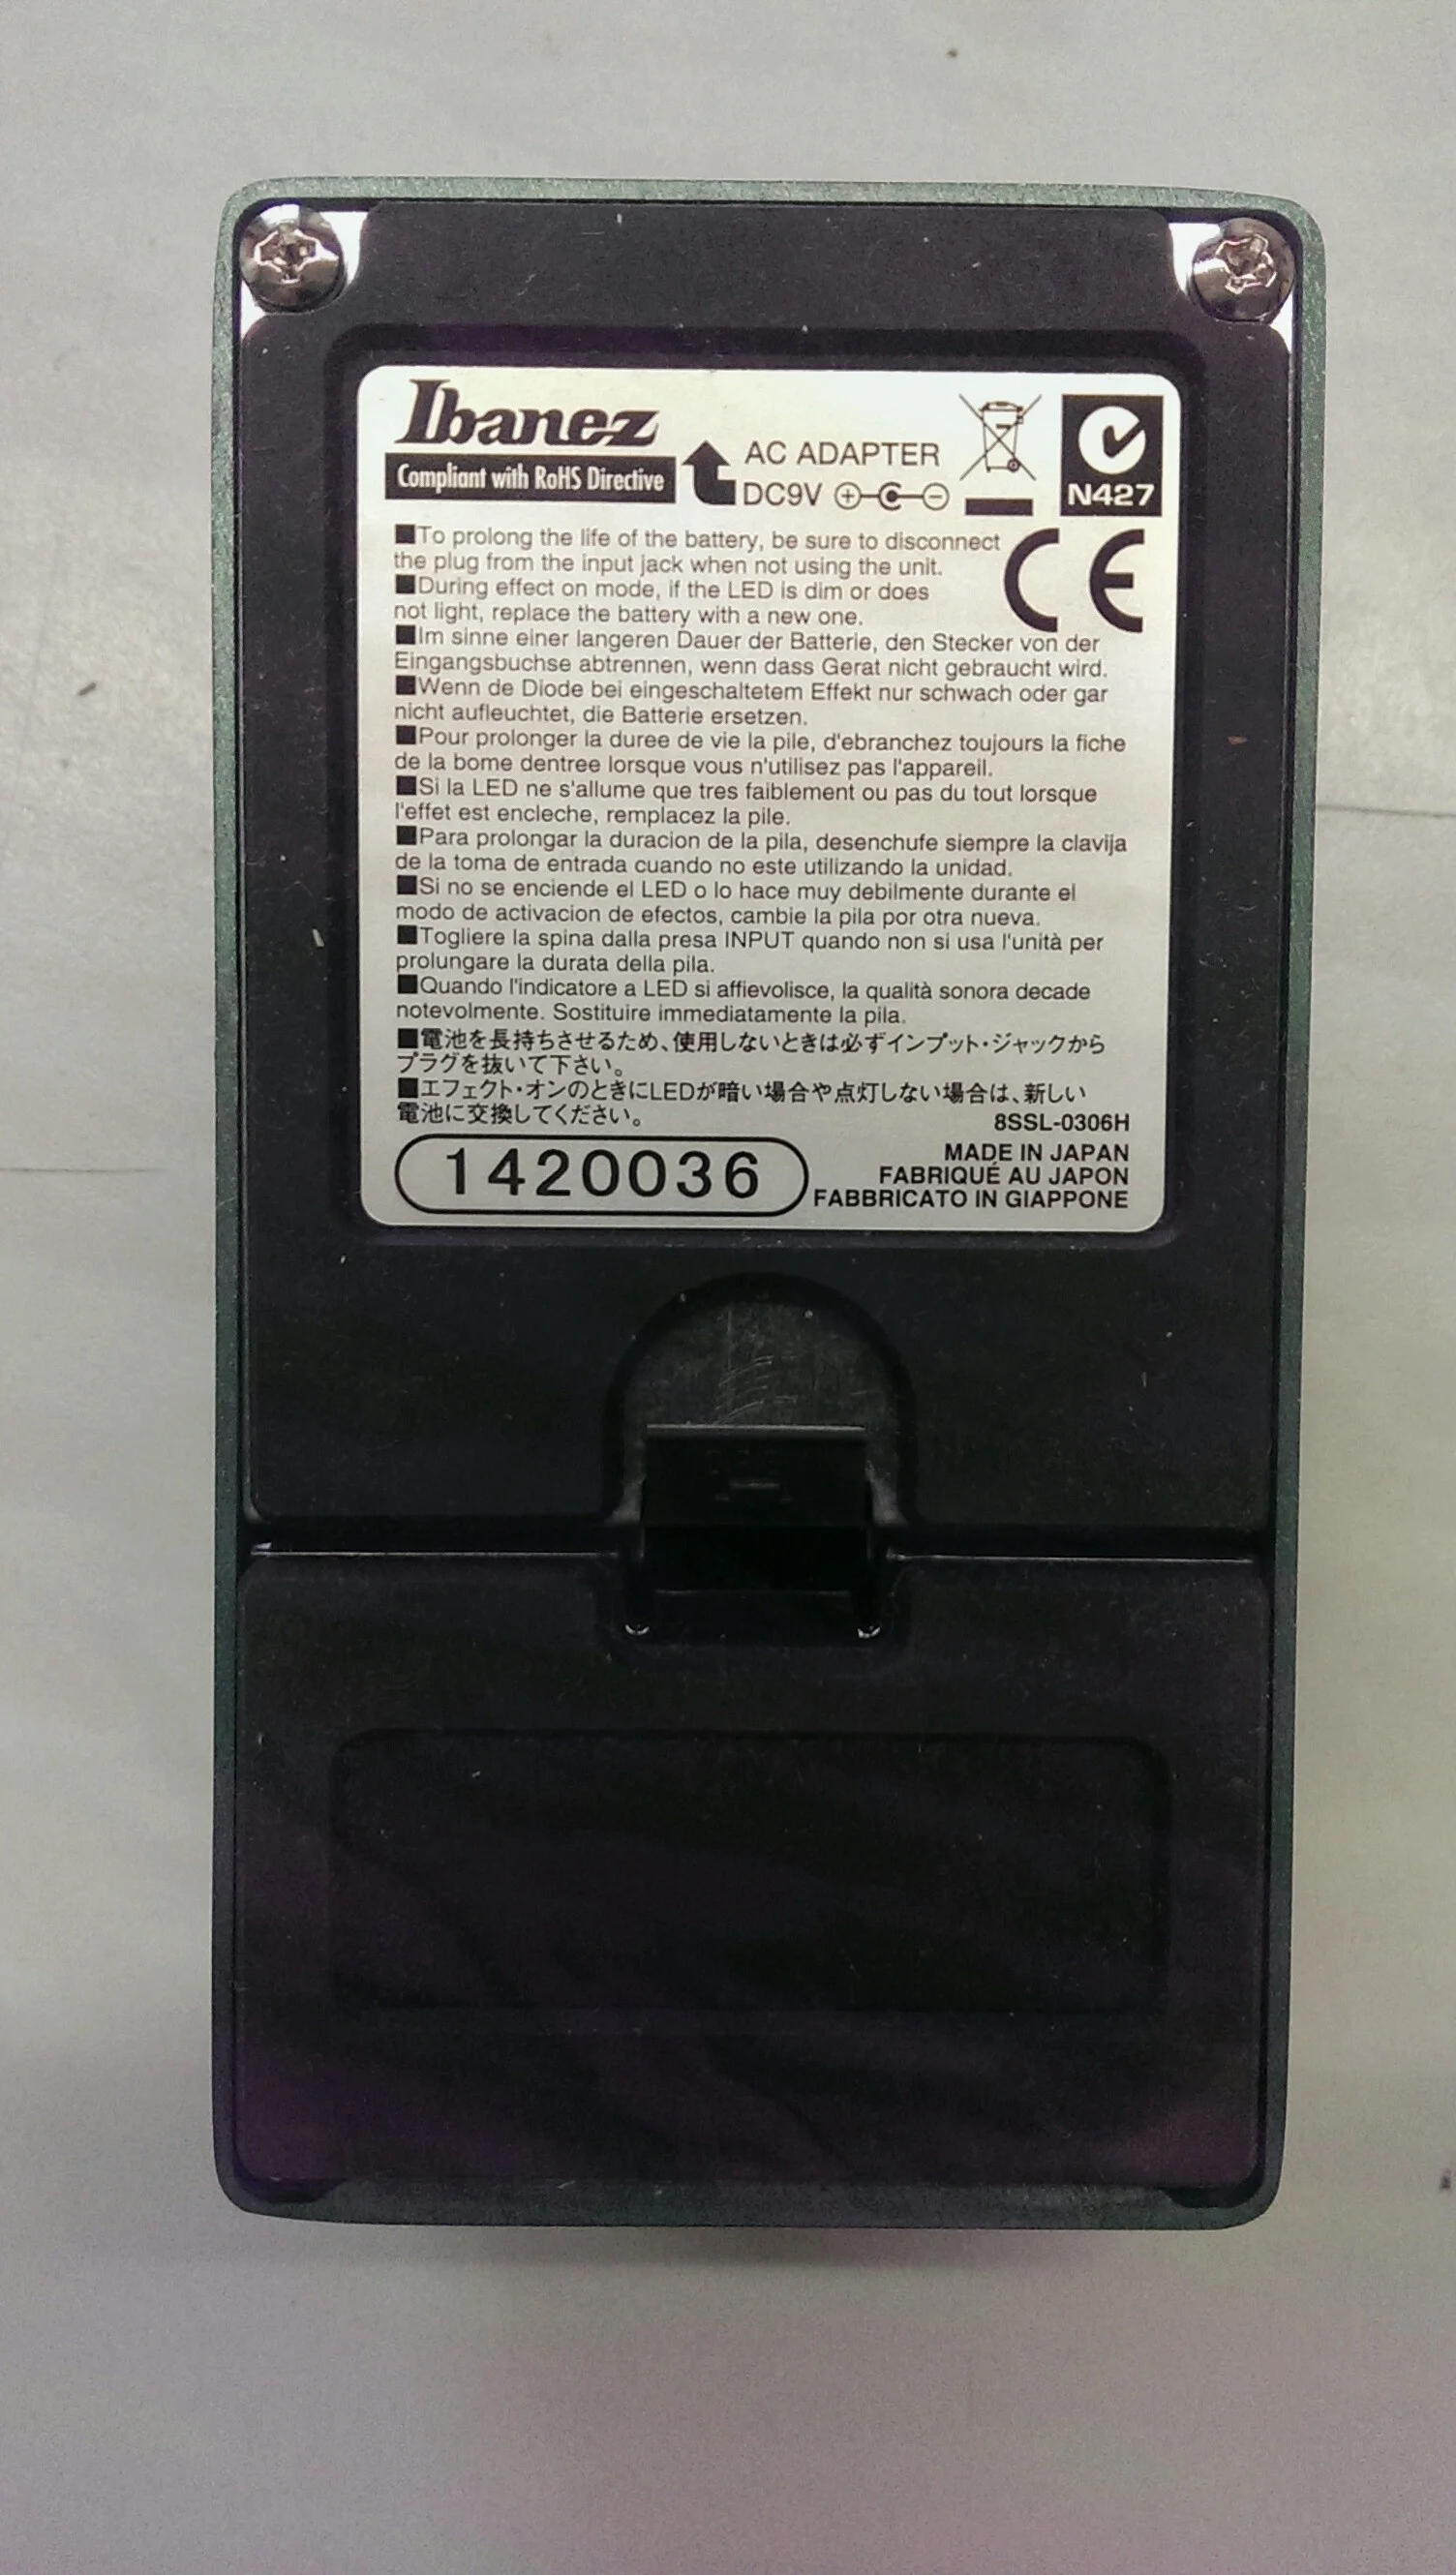 Ibanez
Compliant with RoHS Directive
AC ADAPTER
DC9V
N427
CE
■To prolong the life of the battery, be sure to disconnect
the plug from the input jack when not using the unit.
■During effect on mode, if the LED is dim or does
not light, replace the battery with a new one.
■Im sinne einer langeren Dauer der Batterie, den Stecker von der
Eingangsbuchse abtrennen, wenn dass Gerat nicht gebraucht wird.
■Wenn de Diode bei eingeschaltetem Effekt nur schwach oder gar
nicht aufleuchtet, die Batterie ersetzen.
■Pour prolonger la duree de vie la pile, d'ebranchez toujours la fiche
de la bome dentree lorsque vous n'utilisez pas l'appareil.
■Si la LED ne s'allume que tres faiblement ou pas du tout lorsque
l'effet est encleche, remplacez la pile.
■Para prolongar la duracion de la pila, desenchufe siempre la clavija
de la toma de entrada cuando no este utilizando la unidad.
■Si no se enciende el LED o lo hace muy debilmente durante el
modo de activacion de efectos, cambie la pila por otra nueva.
■Togliere la spina dalla presa INPUT quando non si usa l'unità per
prolungare la durata della pila.
■Quando l'indicatore a LED si affievolisce, la qualità sonora decade
notevolmente. Sostituire immediatamente la pila.
■電池を長持ちさせるため、使用しないときは必ずインプット・ジャックから
プラグを抜いて下さい。
■エフェクト・オンのときにLEDが暗い場合や点灯しない場合は、新しい
電池に交換してください。
8SSL-0306H
1420036
MADE IN JAPAN
FABRIQUÉ AU JAPON
FABBRICATO IN GIAPPONE